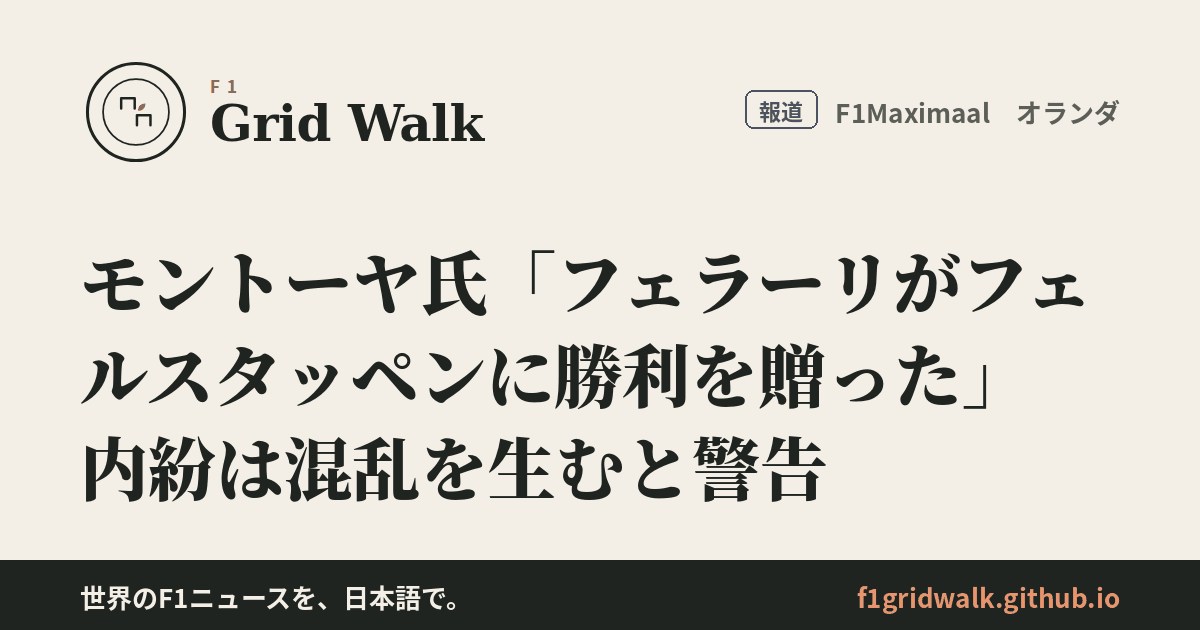 F1
Grid Walk
報道 F1Maximaal オランダ
モントーヤ氏「フェラーリがフェ
ルスタッペンに勝利を贈った」
内紛は混乱を生むと警告
世界のF1ニュースを、日本語で。
f1gridwalk.github.io